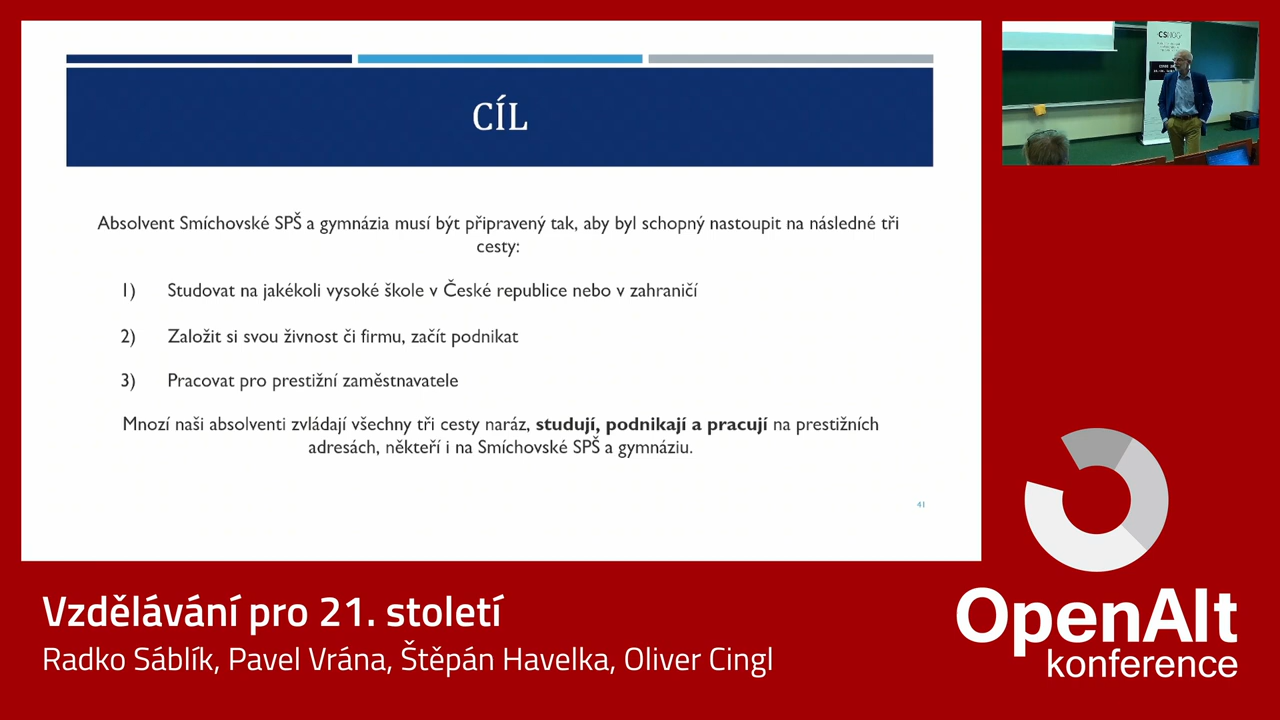 CÍL
Absolvent Smíchovské SPŠ a gymnázia musí být připravený tak, aby byl schopný nastoupit na následné tři
cesty:
1) Studovat na jakékoli vysoké škole v České republice nebo v zahraničí
2) Založit si svou živnost či firmu, začít podnikat
3) Pracovat pro prestižní zaměstnavatele
Mnozí naši absolventi zvládají všechny tři cesty naráz, studují, podnikají a pracují na prestižních
adresách, někteří i na Smíchovské SPŠ a gymnáziu.
41
Vzdělávání pro 21. století
Radko Sáblík, Pavel Vrána, Štěpán Havelka, Oliver Cingl
OpenAlt
konference